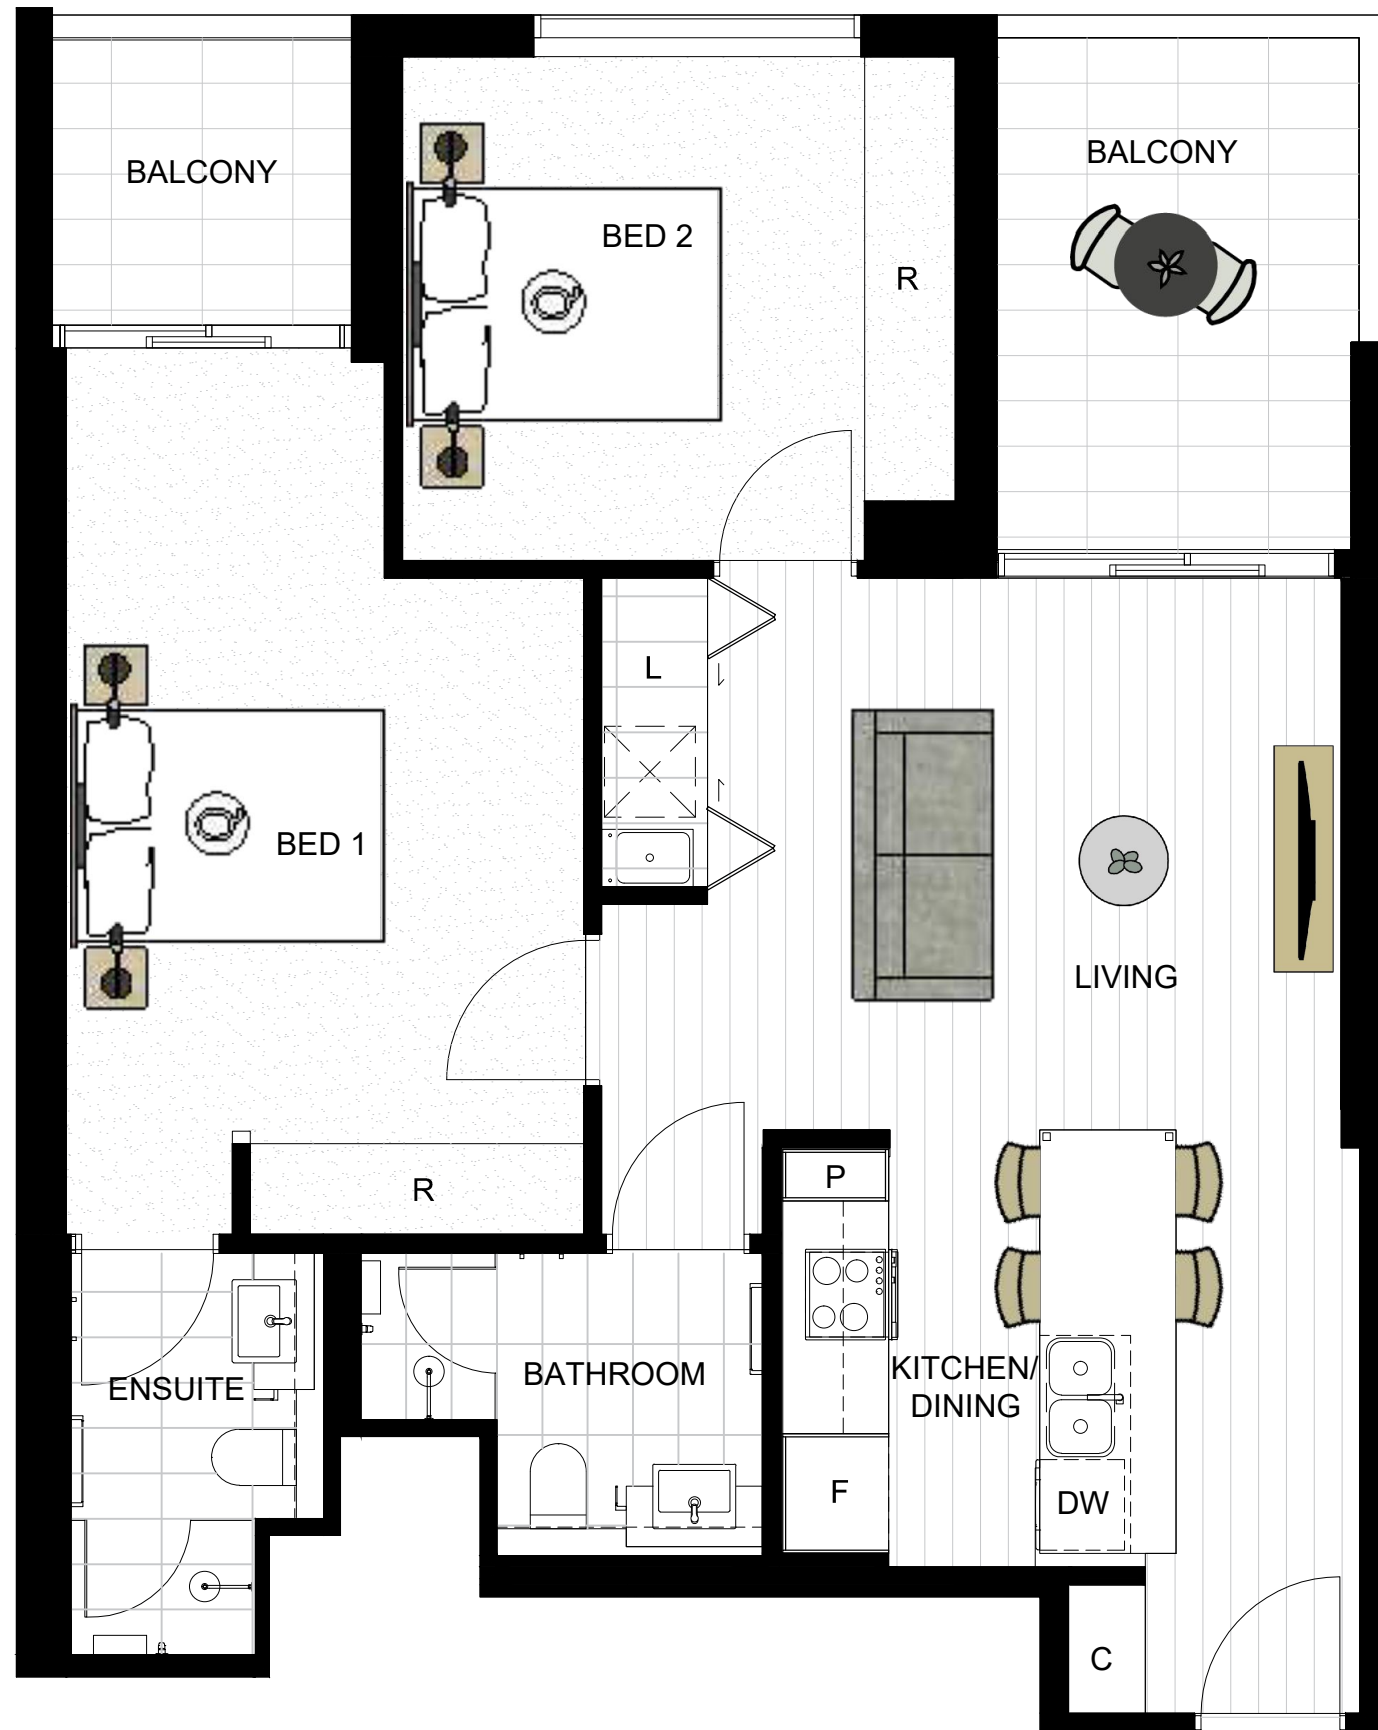 BALCONY
BALCONY
BED 2
R
L
BED 1
LIVING
P
R
KITCHEN/
DINING
BATHROOM
ENSUITE
F
DW
C